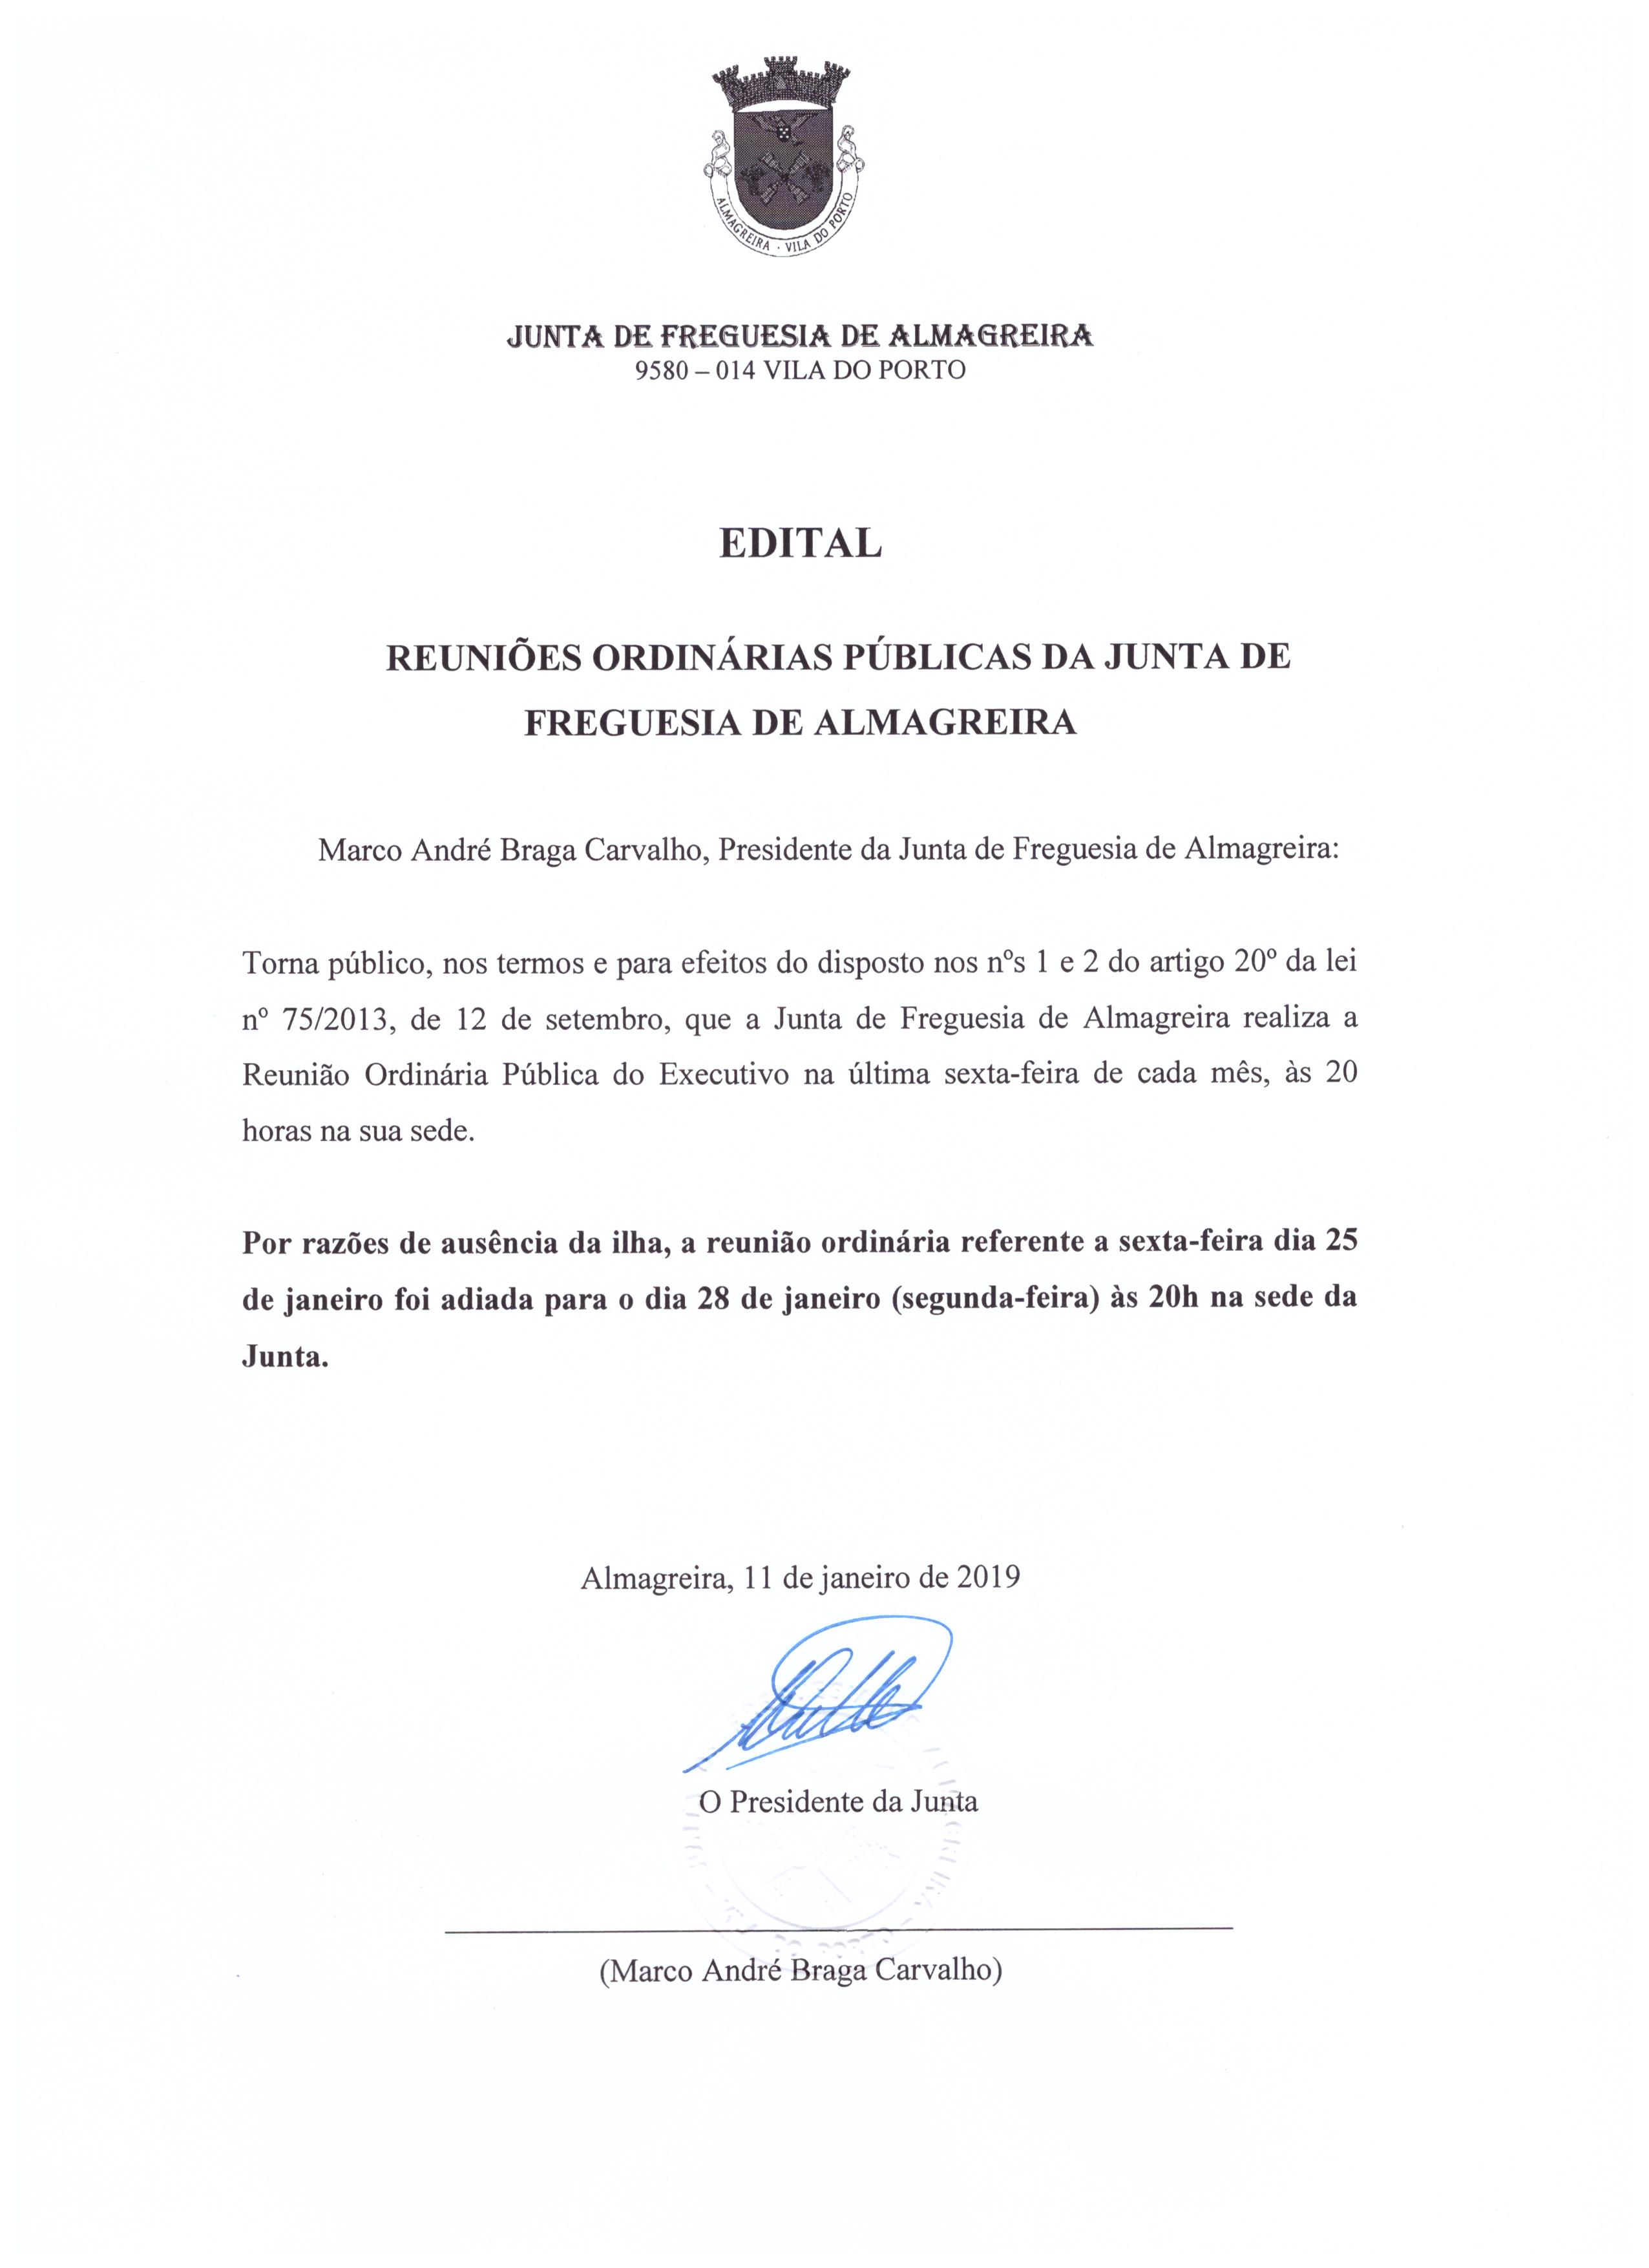 ALMAGREIRA · VILA DO PORTO
JUNTA DE FREGUESIA DE ALMAGREIRA
9580 – 014 VILA DO PORTO
EDITAL
REUNIÕES ORDINÁRIAS PÚBLICAS DA JUNTA DE
FREGUESIA DE ALMAGREIRA
Marco André Braga Carvalho, Presidente da Junta de Freguesia de Almagreira:
Torna público, nos termos e para efeitos do disposto nos nºs 1 e 2 do artigo 20º da lei
nº 75/2013, de 12 de setembro, que a Junta de Freguesia de Almagreira realiza a
Reunião Ordinária Pública do Executivo na última sexta-feira de cada mês, às 20
horas na sua sede.
Por razões de ausência da ilha, a reunião ordinária referente a sexta-feira dia 25
de janeiro foi adiada para o dia 28 de janeiro (segunda-feira) às 20h na sede da
Junta.
Almagreira, 11 de janeiro de 2019
O Presidente da Junta
(Marco André Braga Carvalho)